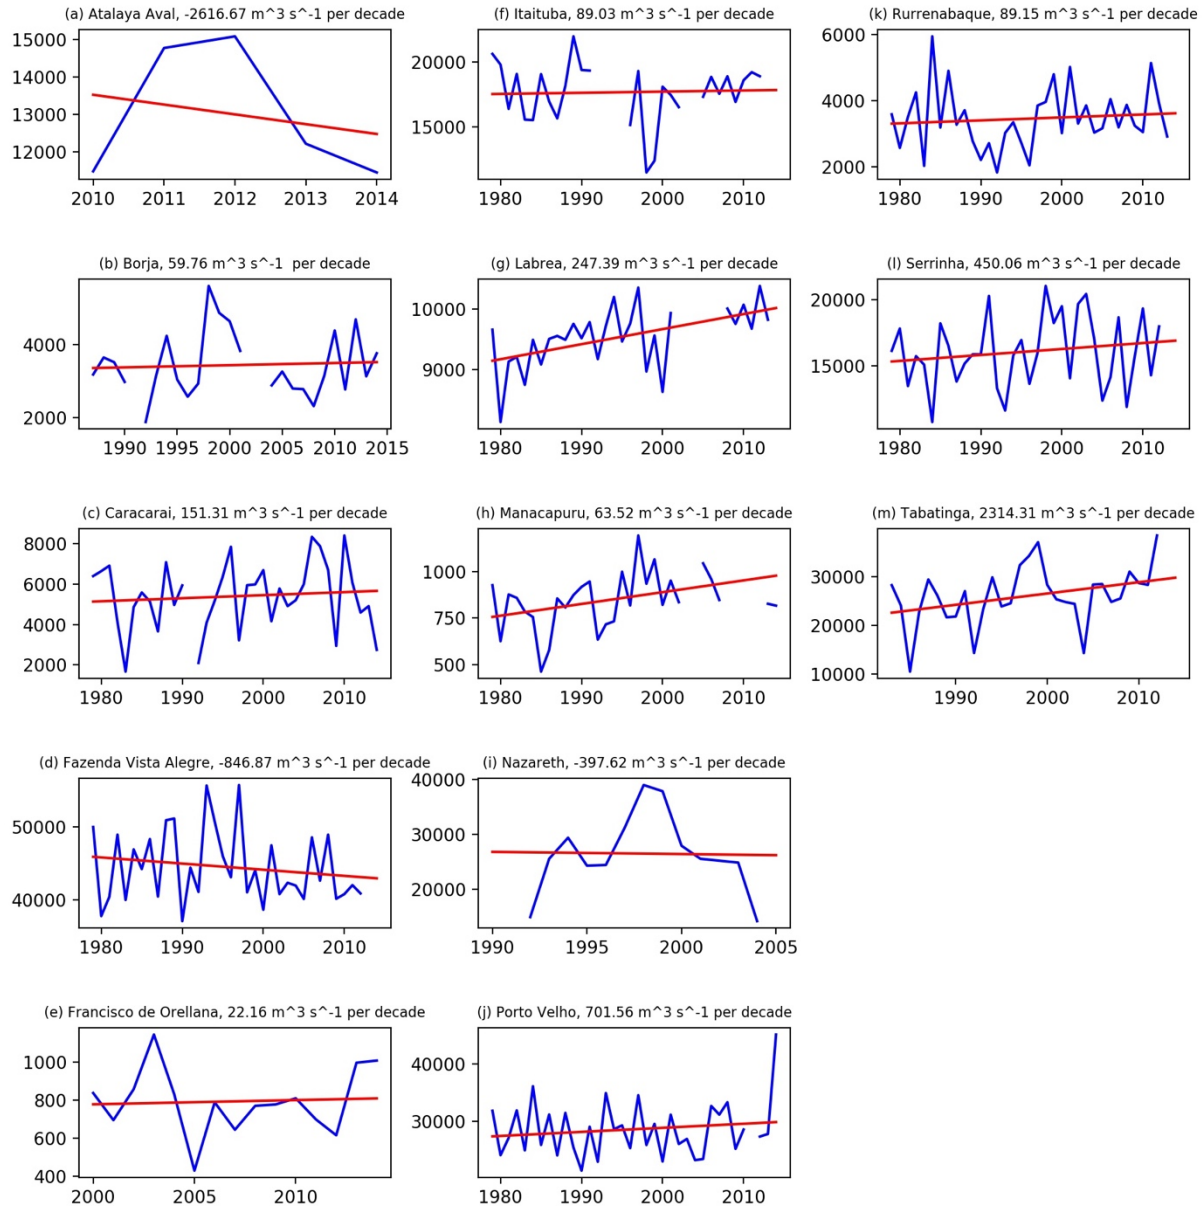 (a) Atalaya Aval, -2616.67 m^3 s^-1 per decade
15000
14000
13000
12000
2010 2011 2012 2013 2014
(b) Borja, 59.76 m^3 s^-1  per decade
4000
2000
1990 1995 2000 2005 2010 2015
(c) Caracarai, 151.31 m^3 s^-1 per decade
8000
6000
4000
2000
1980 1990 2000 2010
(d) Fazenda Vista Alegre, -846.87 m^3 s^-1 per decade
50000
40000
1980 1990 2000 2010
(e) Francisco de Orellana, 22.16 m^3 s^-1 per decade
1000
800
600
400
2000 2005 2010
(f) Itaituba, 89.03 m^3 s^-1 per decade
20000
15000
1980 1990 2000 2010
(g) Labrea, 247.39 m^3 s^-1 per decade
10000
9000
1980 1990 2000 2010
(h) Manacapuru, 63.52 m^3 s^-1 per decade
1000
750
500
1980 1990 2000 2010
(i) Nazareth, -397.62 m^3 s^-1 per decade
40000
30000
20000
1990 1995 2000 2005
(j) Porto Velho, 701.56 m^3 s^-1 per decade
40000
30000
1980 1990 2000 2010
(k) Rurrenabaque, 89.15 m^3 s^-1 per decade
6000
4000
2000
1980 1990 2000 2010
(l) Serrinha, 450.06 m^3 s^-1 per decade
20000
15000
1980 1990 2000 2010
(m) Tabatinga, 2314.31 m^3 s^-1 per decade
30000
20000
10000
1990 2000 2010